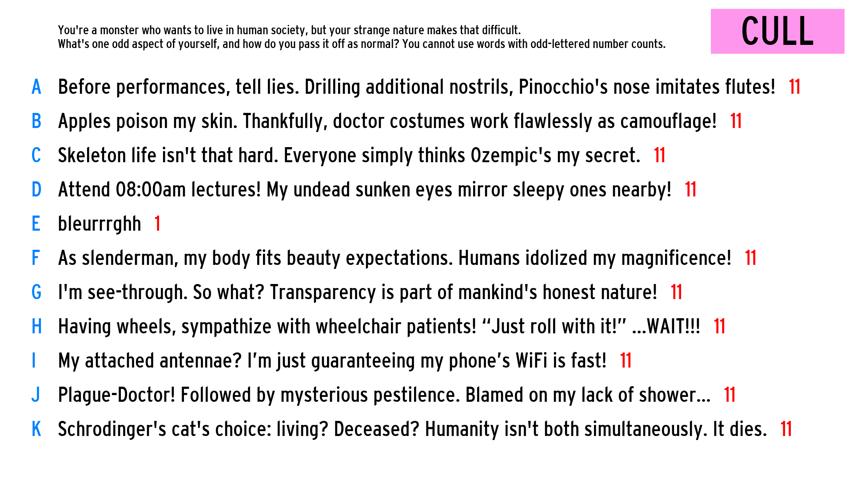 You're a monster who wants to live in human society, but your strange nature makes that difficult.
What's one odd aspect of yourself, and how do you pass it off as normal? You cannot use words with odd-lettered number counts.
CULL
A Before performances, tell lies. Drilling additional nostrils, Pinocchio's nose imitates flutes! 11
B Apples poison my skin. Thankfully, doctor costumes work flawlessly as camouflage! 11
C Skeleton life isn't that hard. Everyone simply thinks Ozempic's my secret. 11
D Attend 08:00am lectures! My undead sunken eyes mirror sleepy ones nearby! 11
E bleurrrghh 1
F As slenderman, my body fits beauty expectations. Humans idolized my magnificence! 11
G I'm see-through. So what? Transparency is part of mankind's honest nature! 11
H Having wheels, sympathize with wheelchair patients! “Just roll with it!” ...WAIT!!! 11
I My attached antennae? I’m just guaranteeing my phone’s WiFi is fast! 11
J Plague-Doctor! Followed by mysterious pestilence. Blamed on my lack of shower... 11
K Schrodinger's cat's choice: living? Deceased? Humanity isn't both simultaneously. It dies. 11